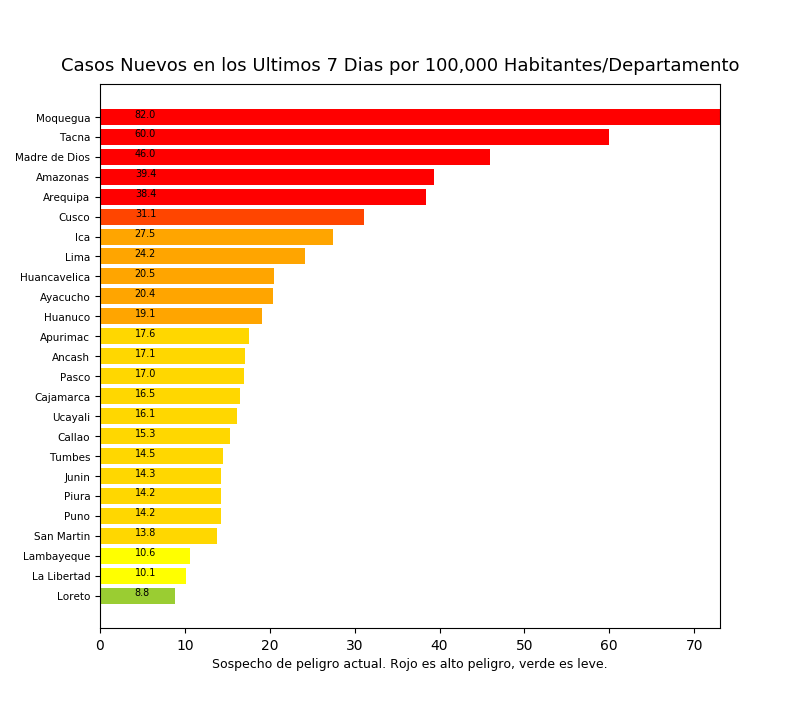 Casos Nuevos en los Ultimos 7 Dias por 100,000 Habitantes/Departamento
Moquegua 82.0
Tacna 60.0
Madre de Dios 46.0
Amazonas 39.4
Arequipa 38.4
Cusco 31.1
Ica 27.5
Lima 24.2
Huancavelica 20.5
Ayacucho 20.4
Huanuco 19.1
Apurimac 17.6
Ancash 17.1
Pasco 17.0
Cajamarca 16.5
Ucayali 16.1
Callao 15.3
Tumbes 14.5
Junin 14.3
Piura 14.2
Puno 14.2
San Martin 13.8
Lambayeque 10.6
La Libertad 10.1
Loreto 8.8
0 10 20 30 40 50 60 70
Sospecho de peligro actual. Rojo es alto peligro, verde es leve.